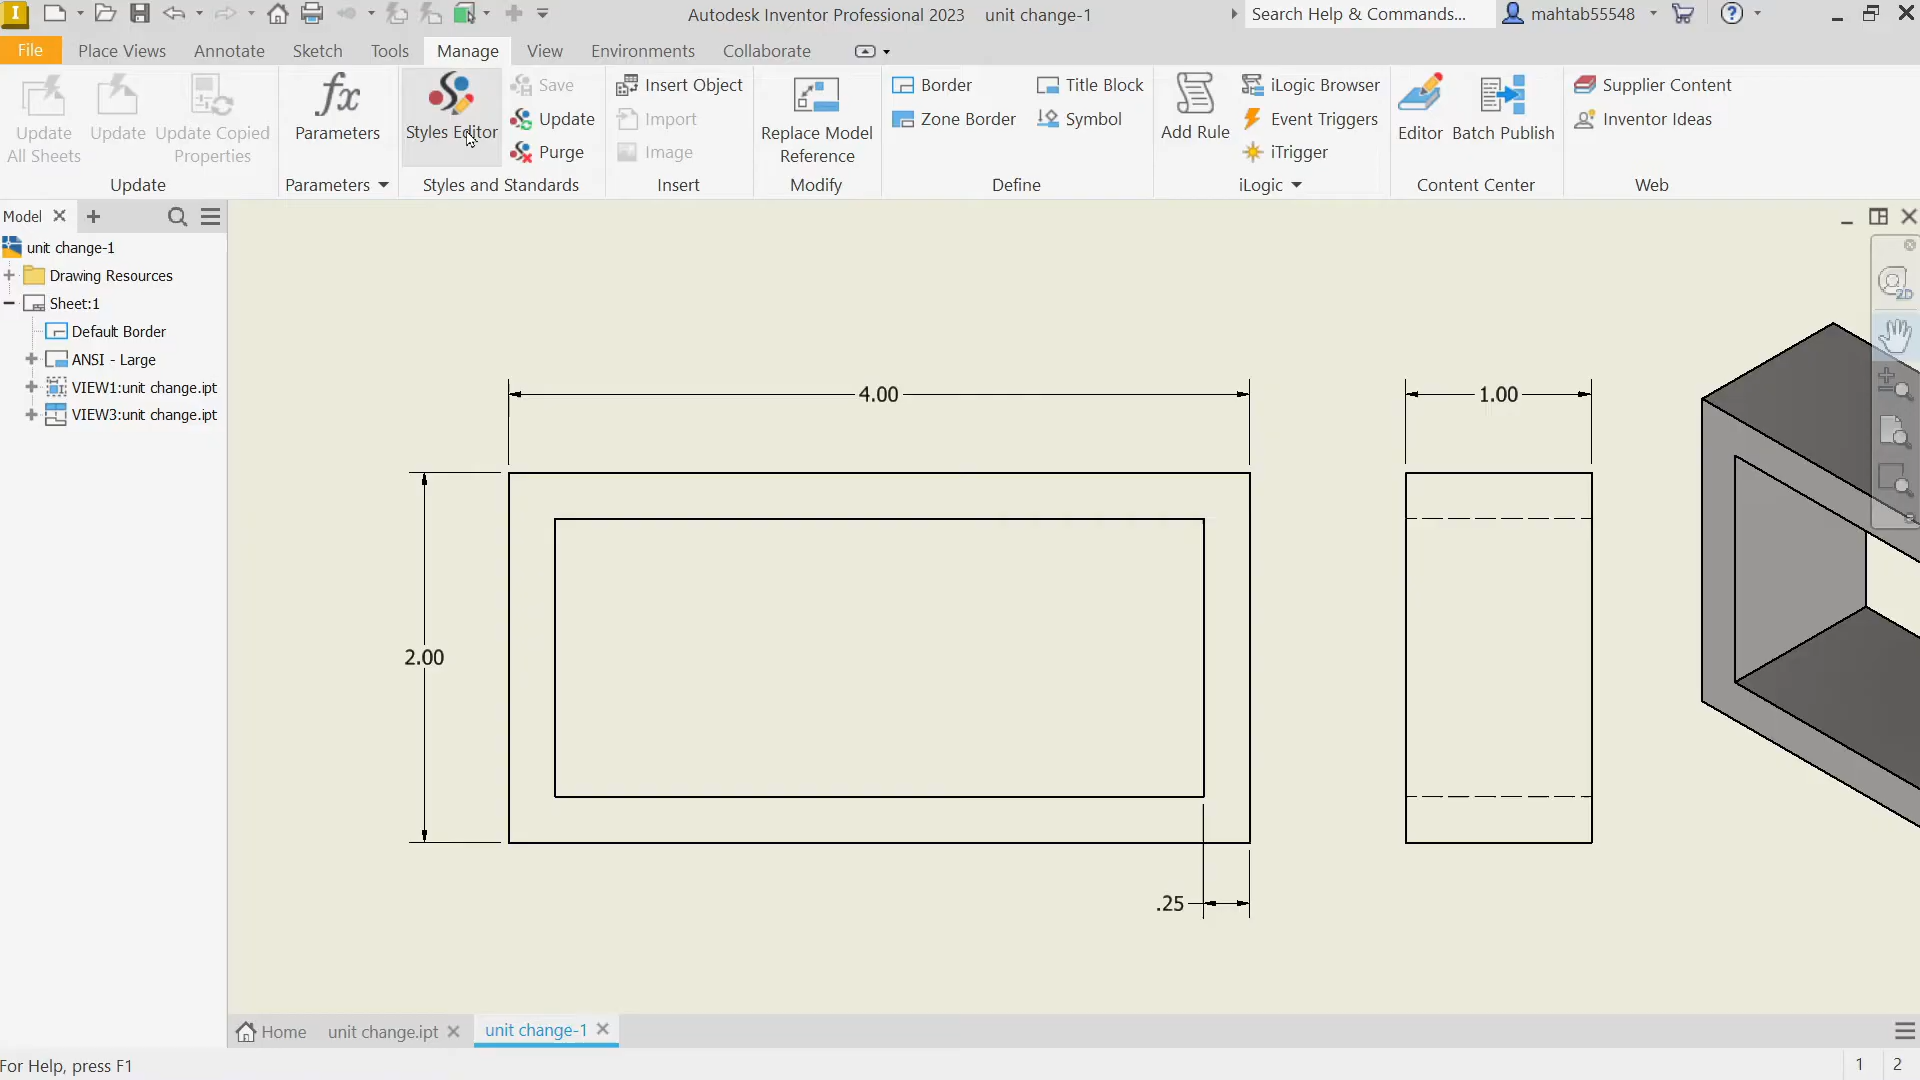 Autodesk Inventor Professional 2023 unit change-1 Search Help & Commands... mahtab55548
File Place Views Annotate Sketch Tools Manage View Environments Collaborate
Update All Sheets
Update
Update Copied Properties
Update
fx
Parameters
Parameters
Styles Editor
Save
Update
Purge
Styles and Standards
Insert Object
Import
Image
Insert
Replace Model Reference
Modify
Border
Zone Border
Title Block
Symbol
Define
Add Rule
iLogic Browser
Event Triggers
iTrigger
iLogic
Editor
Batch Publish
Content Center
Supplier Content
Inventor Ideas
Web
Model
unit change-1
Drawing Resources
Sheet:1
Default Border
ANSI - Large
VIEW1:unit change.ipt
VIEW3:unit change.ipt
4.00
1.00
2.00
.25
2D
Home unit change.ipt unit change-1
For Help, press F1
1 2